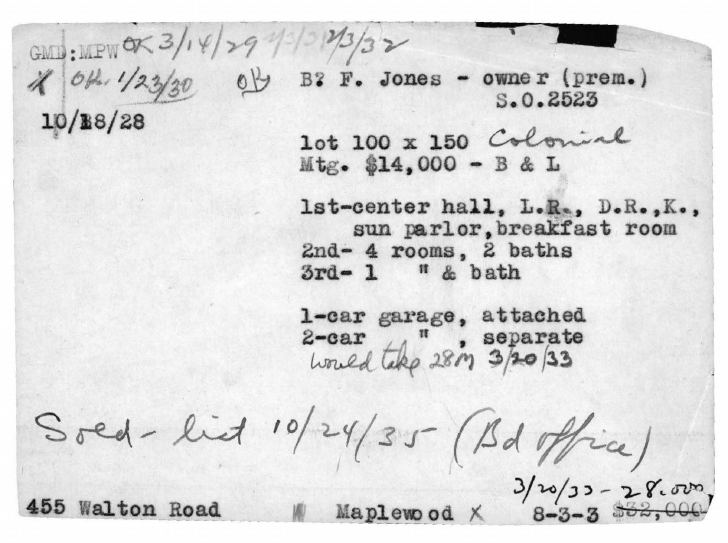 GMD:MPW OK 3/14/29 2/3/32
X OK. 1/23/30 OK B? F. Jones - owner (prem.)
S.O.2523
10/18/28
lot 100 x 150 Colonial
Mtg. $14,000 - B & L
1st-center hall, L.R., D.R.,K.,
sun parlor,breakfast room
2nd- 4 rooms, 2 baths
3rd- 1 " & bath
1-car garage, attached
2-car " , separate
would take 28M 3/20/33
Sold - list 10/24/35 (Bd office)
3/20/33 - 28,000
455 Walton Road Maplewood X 8-3-3 $32,000